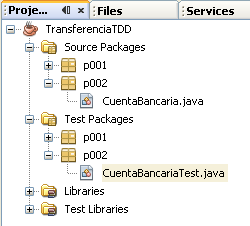 Proje... Files Services
TransferenciaTDD
Source Packages
p001
p002
CuentaBancaria.java
Test Packages
p001
p002
CuentaBancariaTest.java
Libraries
Test Libraries